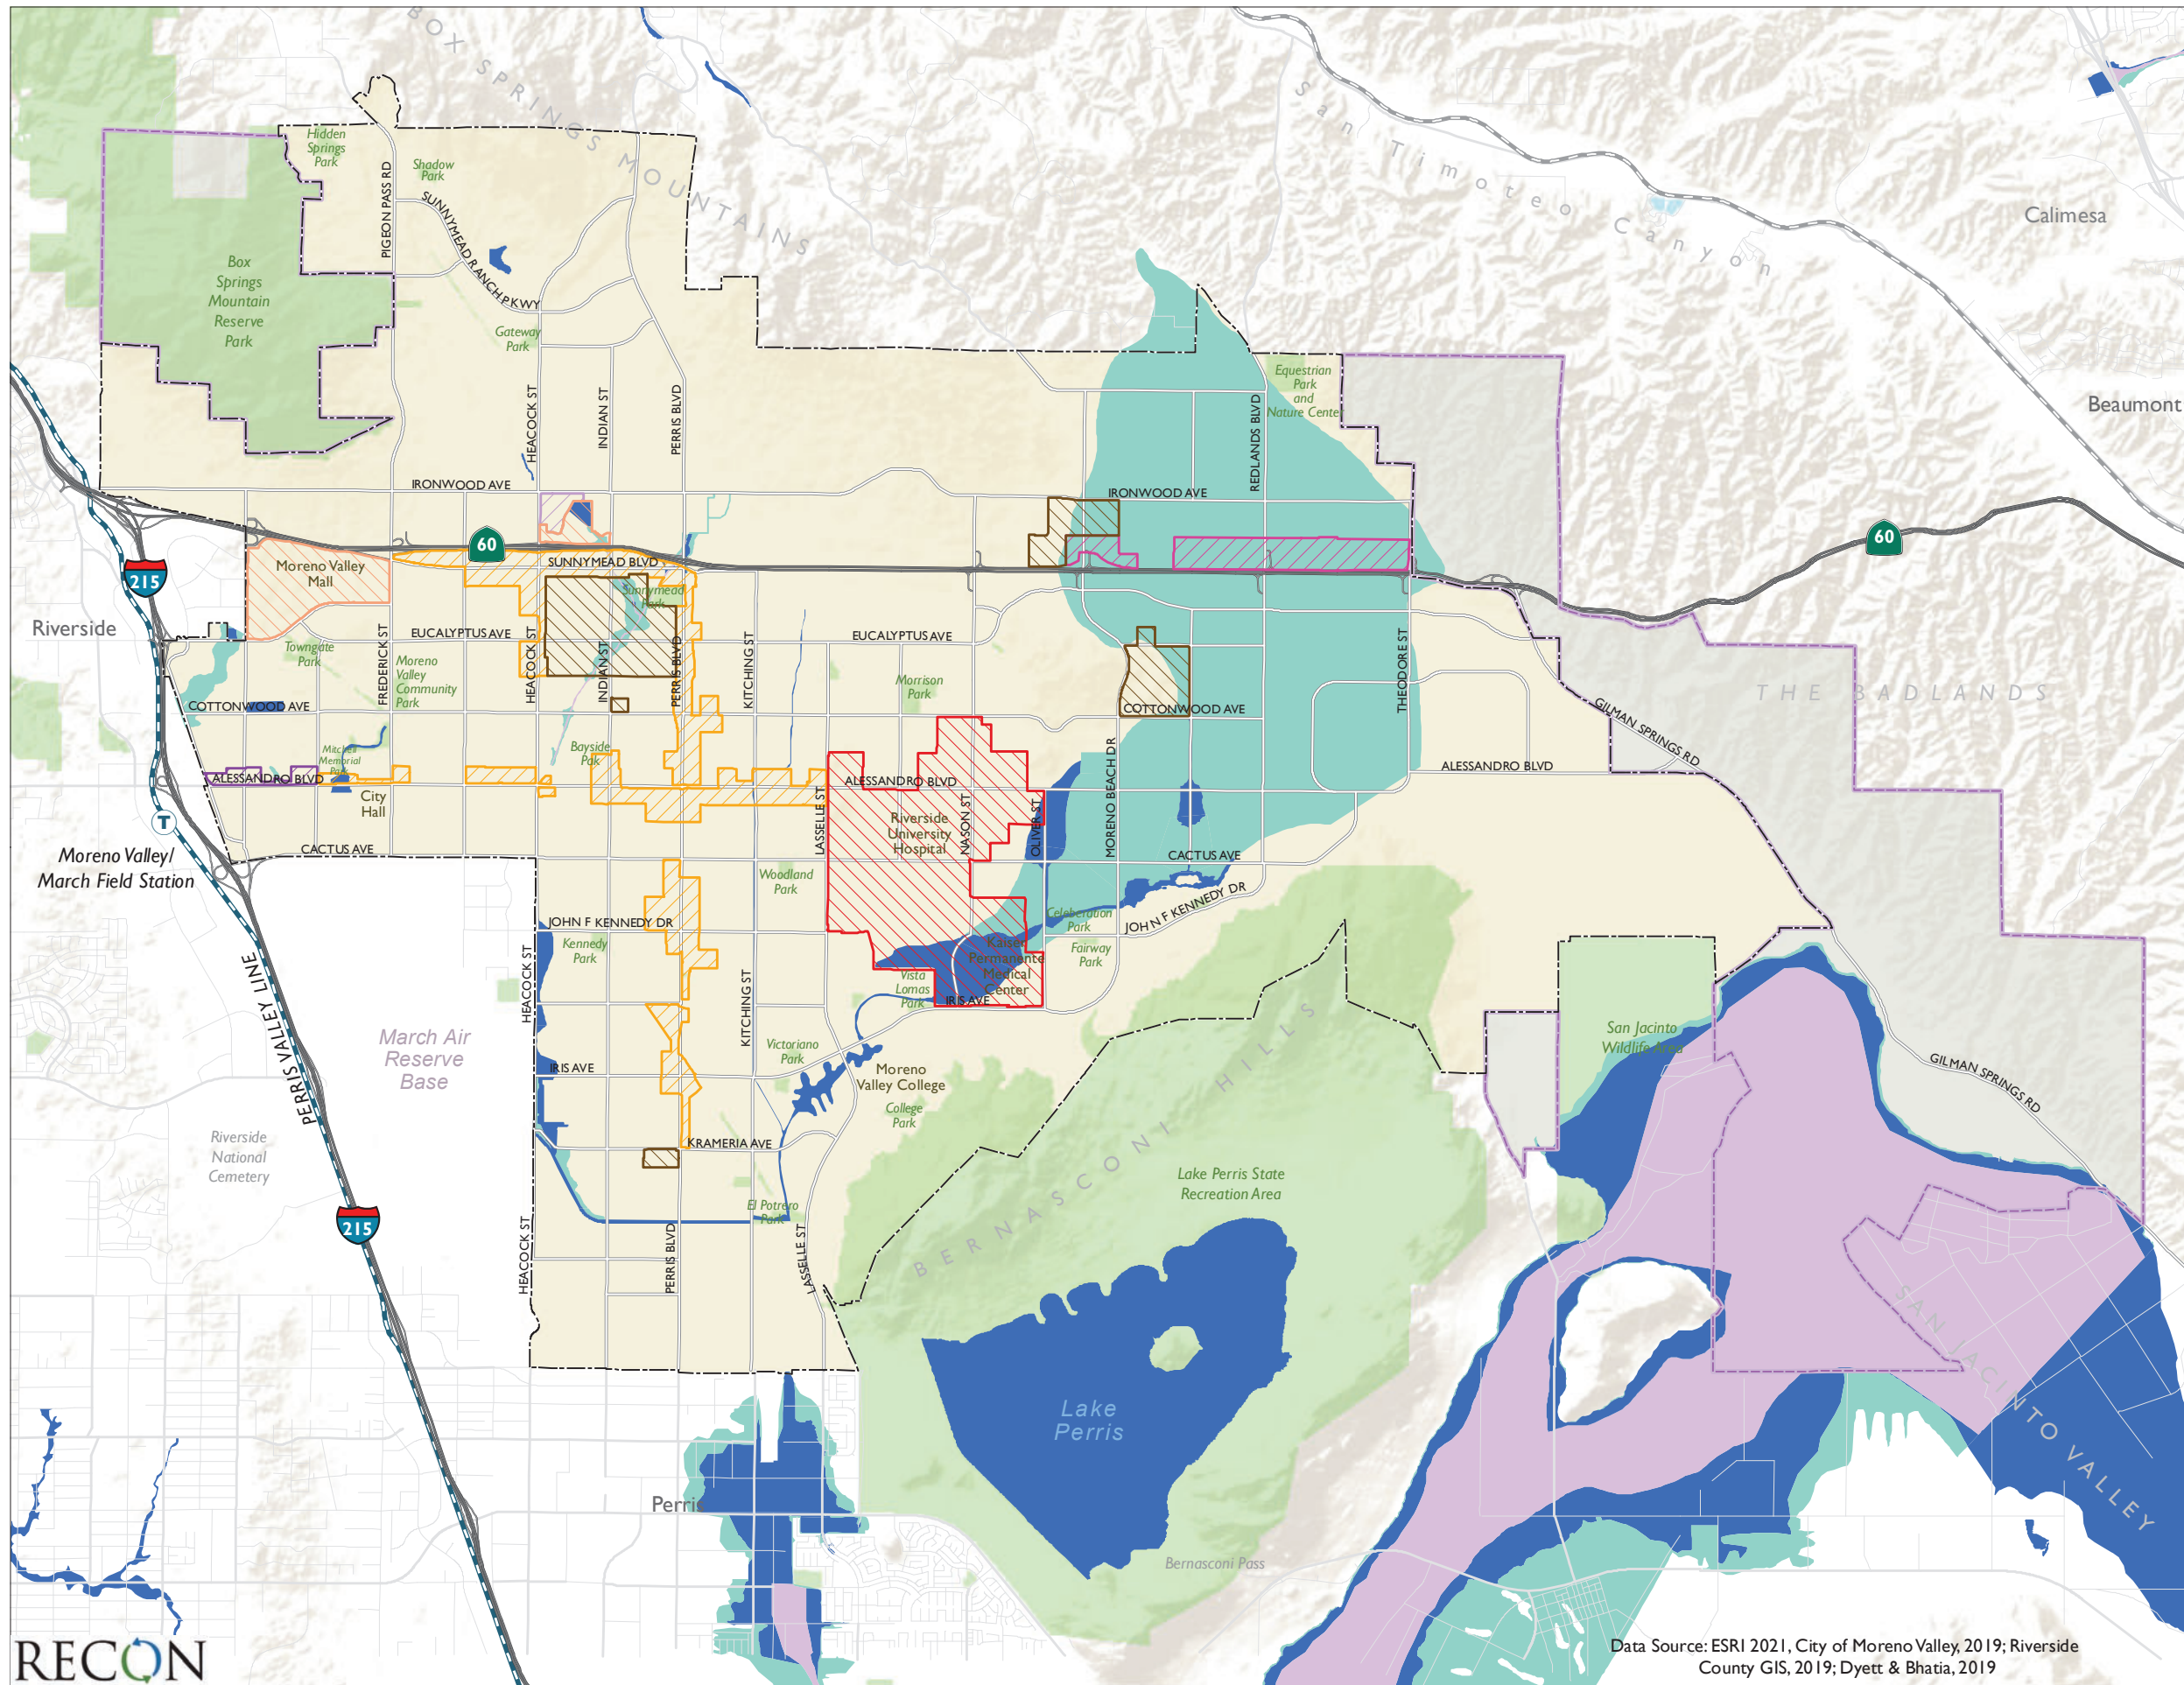 BOX SPRINGS MOUNTAINS
San Timoteo Canyon
Calimesa
Beaumont
Hidden
Springs
Park
Shadow
Park
PIGEON PASS RD
SUNNYMEAD RANCH PKWY
Box
Springs
Mountain
Reserve
Park
Gateway
Park
HEACOCK ST
INDIAN ST
PERRIS BLVD
Equestrian
Park
and
Nature Center
REDLANDS BLVD
IRONWOOD AVE
IRONWOOD AVE
60
60
215
Moreno Valley
Mall
SUNNYMEAD BLVD
Sunnymead
Park
Riverside
EUCALYPTUS AVE
EUCALYPTUS AVE
Towngate
Park
FREDERICK ST
Moreno
Valley
Community
Park
HEACOCK ST
INDIAN ST
PERRIS BLVD
KITCHING ST
Morrison
Park
THEODORE ST
THE BADLANDS
COTTONWOOD AVE
COTTONWOOD AVE
GILMAN SPRINGS RD
Mitchell
Memorial
Park
Bayside
Pak
ALESSANDRO BLVD
ALESSANDRO BLVD
ALESSANDRO BLVD
City
Hall
LASSELLE ST
Riverside
University
Hospital
NASON ST
OLIVER ST
MORENO BEACH DR
T
Moreno Valley/
March Field Station
CACTUS AVE
CACTUS AVE
Woodland
Park
JOHN F KENNEDY DR
JOHN F KENNEDY DR
Celeberation
Park
Kennedy
Park
Fairway
Park
Kaiser
Permanente
Medical
Center
Vista
Lomas
Park
IRIS AVE
HEACOCK ST
KITCHING ST
PERRIS VALLEY LINE
March Air
Reserve
Base
Victoriano
Park
IRIS AVE
Moreno
Valley College
College
Park
San Jacinto
Wildlife Area
GILMAN SPRINGS RD
BERNASCONI HILLS
Riverside
National
Cemetery
KRAMERIA AVE
Lake Perris State
Recreation Area
El Potrero
Park
215
HEACOCK ST
PERRIS BLVD
LASSELLE ST
SAN JACINTO VALLEY
Lake
Perris
Perris
Bernasconi Pass
RECON
Data Source: ESRI 2021, City of Moreno Valley, 2019; Riverside
County GIS, 2019; Dyett & Bhatia, 2019